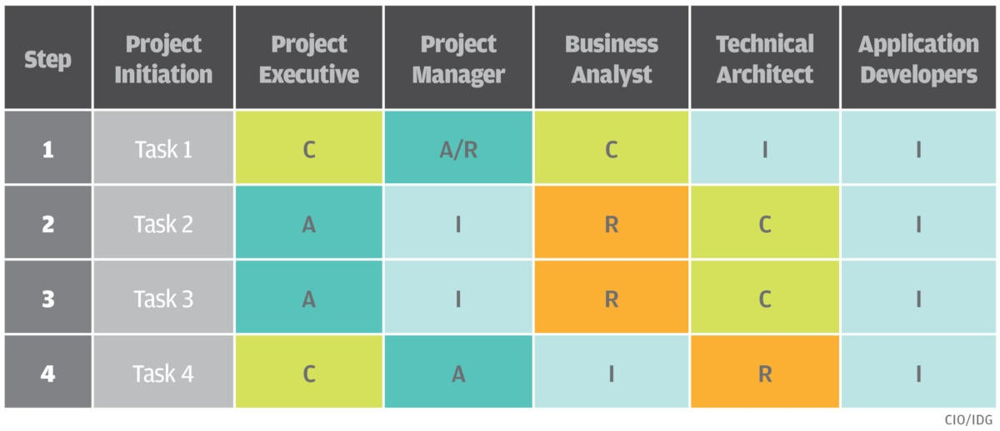 Step Project Initiation Project Executive Project Manager Business Analyst Technical Architect Application Developers
1 Task 1 C A/R C I I
2 Task 2 A I R C I
3 Task 3 A I R C I
4 Task 4 C A I R I
CIO/IDG